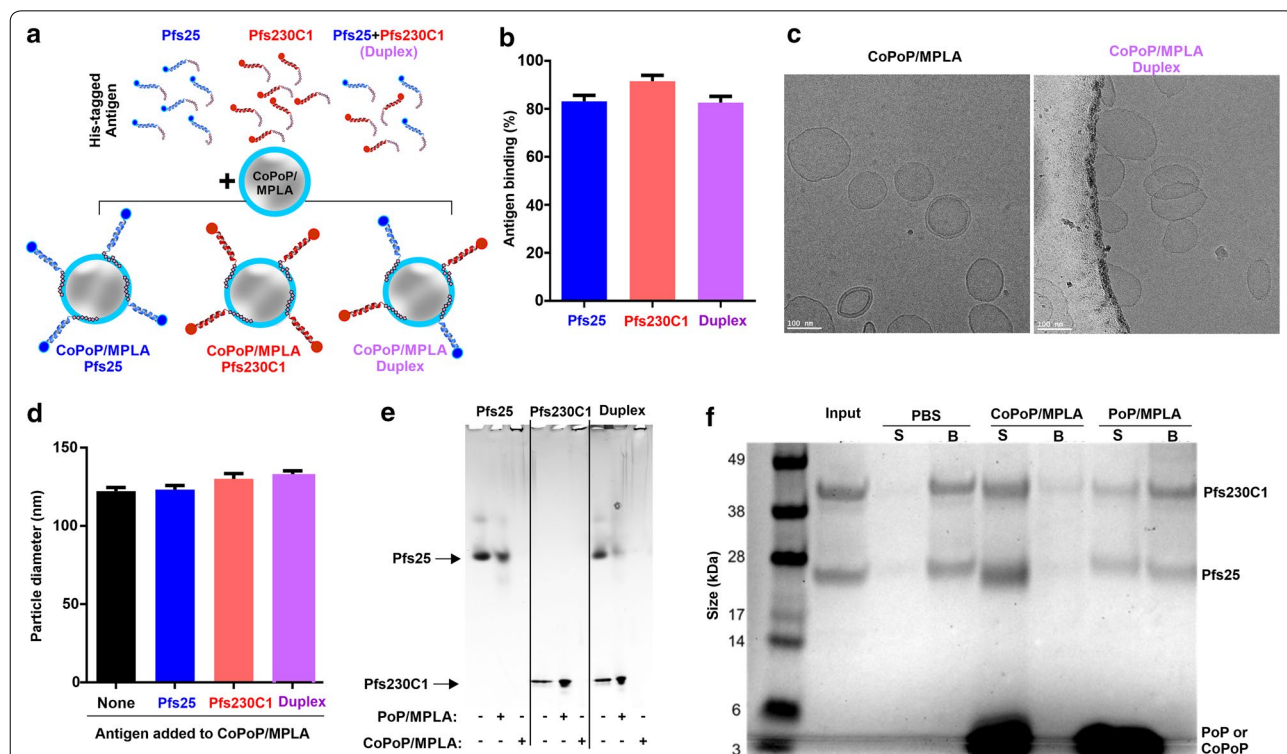 a
Pfs25 Pfs230C1 Pfs25+Pfs230C1
(Duplex)
His-tagged
Antigen
+
CoPoP/
MPLA
CoPoP/MPLA
Pfs25
CoPoP/MPLA
Pfs230C1
CoPoP/MPLA
Duplex
b
Antigen binding (%)
100
80
60
40
20
0
Pfs25 Pfs230C1 Duplex
c
CoPoP/MPLA
100 nm
CoPoP/MPLA
Duplex
100 nm
d
Particle diameter (nm)
150
100
50
0
None Pfs25 Pfs230C1 Duplex
Antigen added to CoPoP/MPLA
e
Pfs25 Pfs230C1 Duplex
Pfs25
Pfs230C1
PoP/MPLA: - + - - + - - + -
CoPoP/MPLA: - - + - - + - - +
f
Input PBS CoPoP/MPLA PoP/MPLA
S B S B S B
Size (kDa)
49
38
28
17
14
6
3
Pfs230C1
Pfs25
PoP or
CoPoP